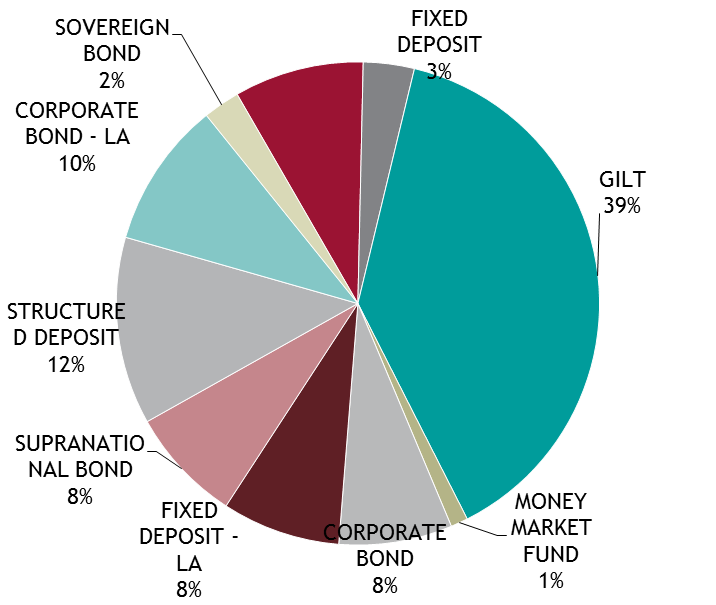 FIXED
DEPOSIT
3%
GILT
39%
MONEY
MARKET
FUND
1%
CORPORATE
BOND
8%
FIXED
DEPOSIT -
LA
8%
SUPRANATIO
NAL BOND
8%
STRUCTURE
D DEPOSIT
12%
CORPORATE
BOND - LA
10%
SOVEREIGN
BOND
2%